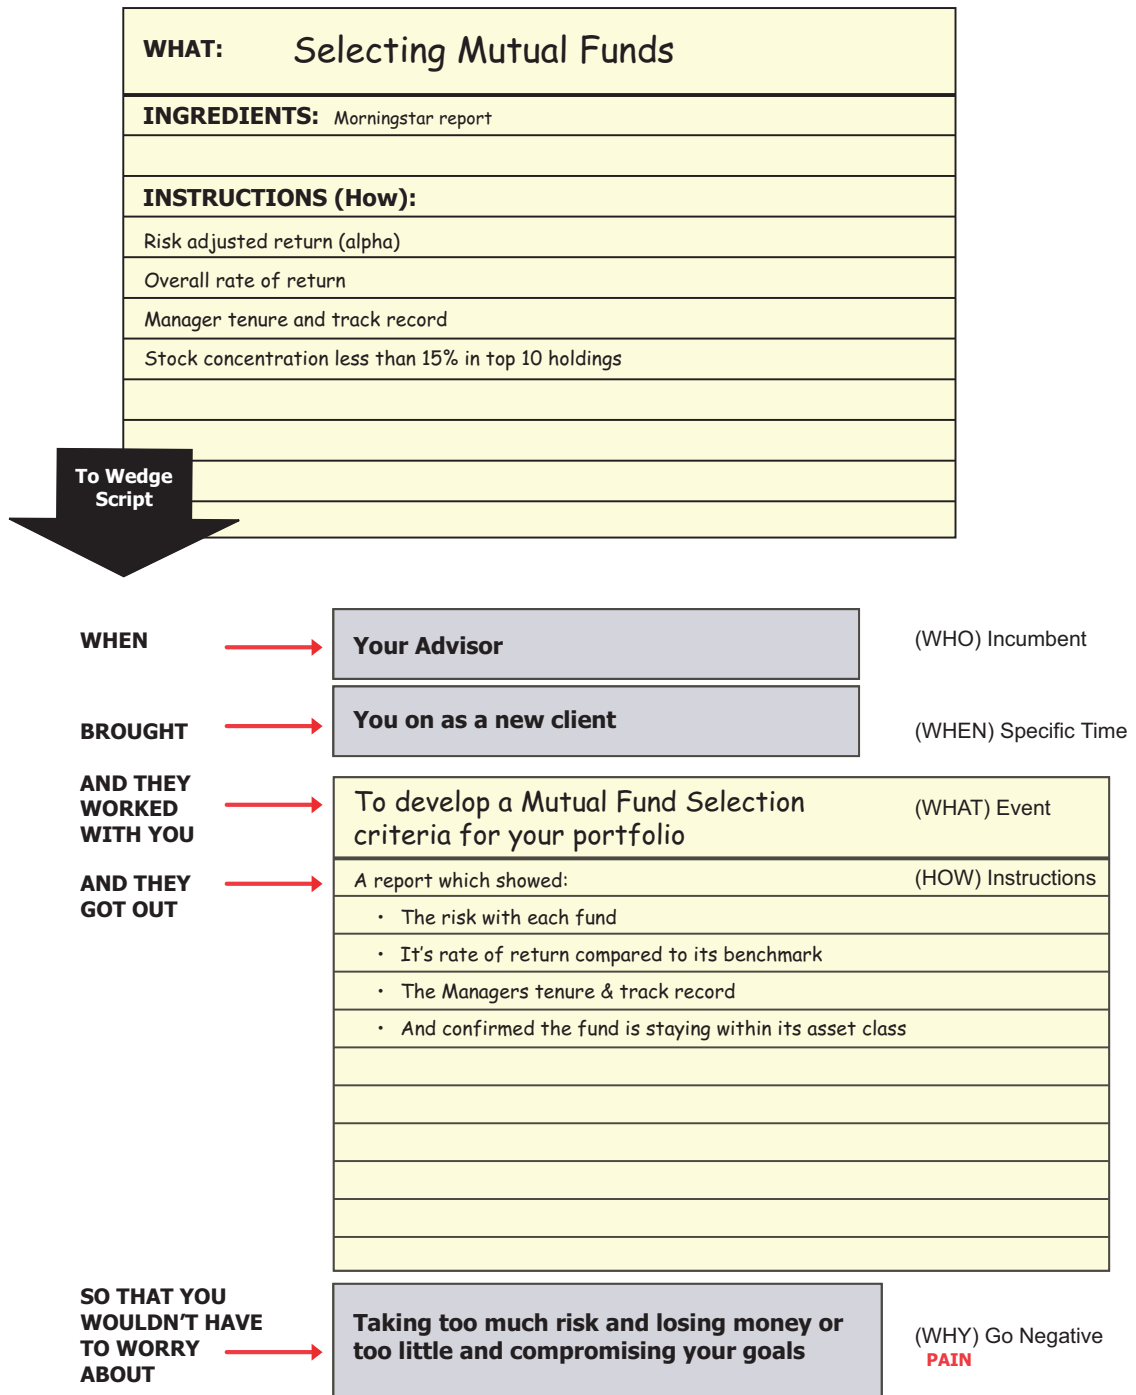 WHAT: Selecting Mutual Funds
INGREDIENTS: Morningstar report
INSTRUCTIONS (How):
Risk adjusted return (alpha)
Overall rate of return
Manager tenure and track record
Stock concentration less than 15% in top 10 holdings
To Wedge
Script
WHEN
Your Advisor
(WHO) Incumbent
BROUGHT
You on as a new client
(WHEN) Specific Time
AND THEY
WORKED
WITH YOU
To develop a Mutual Fund Selection
criteria for your portfolio
(WHAT) Event
AND THEY
GOT OUT
A report which showed:
(HOW) Instructions
• The risk with each fund
• It's rate of return compared to its benchmark
• The Managers tenure & track record
• And confirmed the fund is staying within its asset class
SO THAT YOU
WOULDN'T HAVE
TO WORRY
ABOUT
Taking too much risk and losing money or
too little and compromising your goals
(WHY) Go Negative
PAIN